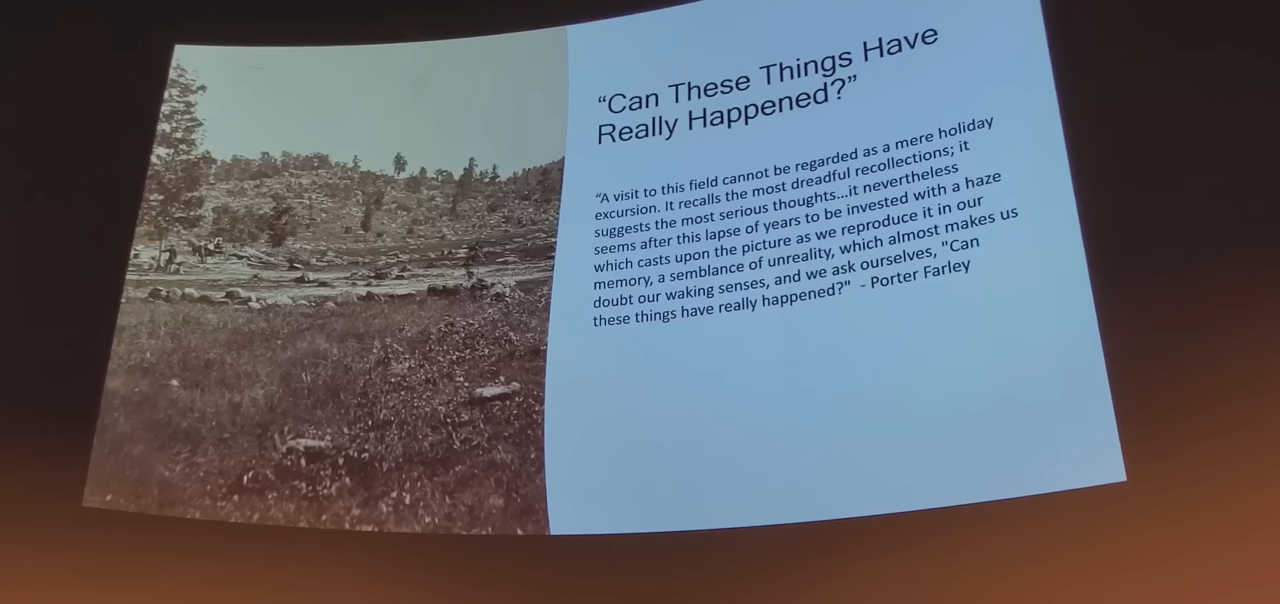 “Can These Things Have
Really Happened?”
“A visit to this field cannot be regarded as a mere holiday
excursion. It recalls the most dreadful recollections; it
suggests the most serious thoughts...it nevertheless
seems after this lapse of years to be invested with a haze
which casts upon the picture as we reproduce it in our
memory, a semblance of unreality, which almost makes us
doubt our waking senses, and we ask ourselves, "Can
these things have really happened?" - Porter Farley